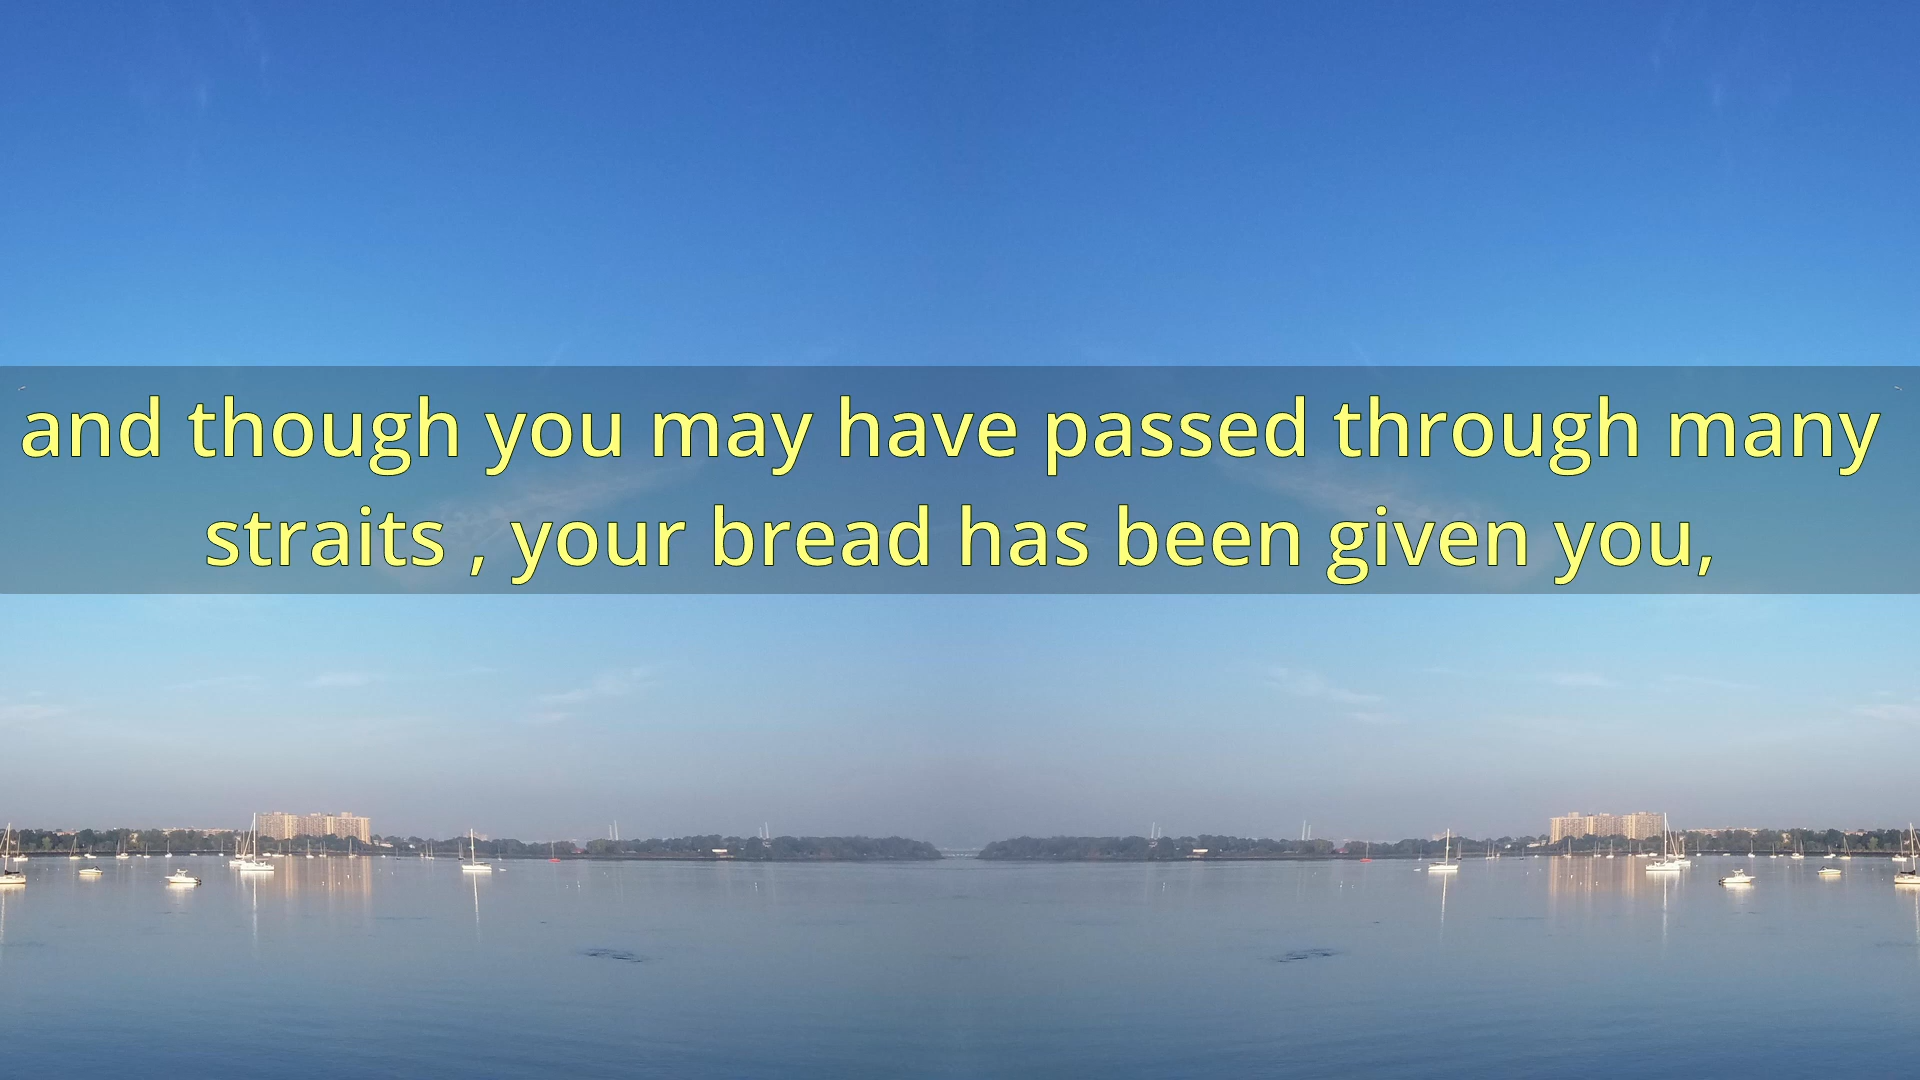 and though you may have passed through many
straits , your bread has been given you,